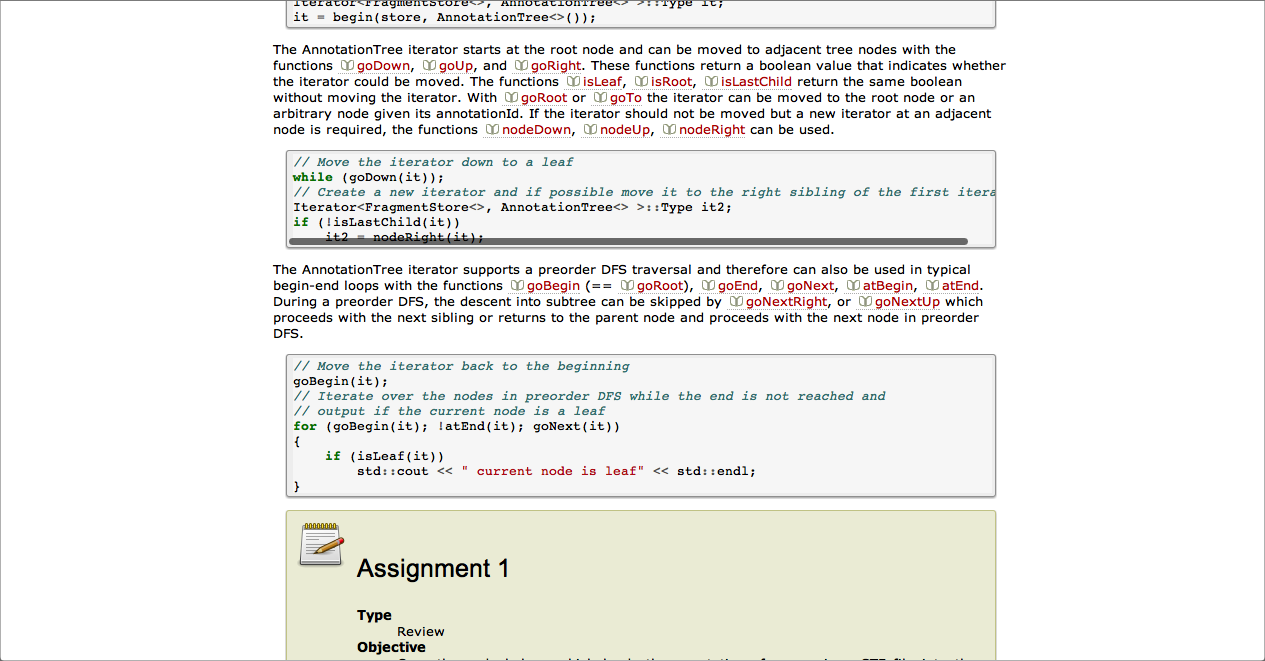 Iterator<FragmentStore<>, AnnotationTree<> >::Type it;
it = begin(store, AnnotationTree<>());
The AnnotationTree iterator starts at the root node and can be moved to adjacent tree nodes with the
functions goDown, goUp, and goRight. These functions return a boolean value that indicates whether
the iterator could be moved. The functions isLeaf, isRoot, isLastChild return the same boolean
without moving the iterator. With goRoot or goTo the iterator can be moved to the root node or an
arbitrary node given its annotationId. If the iterator should not be moved but a new iterator at an adjacent
node is required, the functions nodeDown, nodeUp, nodeRight can be used.
// Move the iterator down to a leaf
while (goDown(it));
// Create a new iterator and if possible move it to the right sibling of the first itera
Iterator<FragmentStore<>, AnnotationTree<> >::Type it2;
if (!isLastChild(it))
it2 = nodeRight(it);
The AnnotationTree iterator supports a preorder DFS traversal and therefore can also be used in typical
begin-end loops with the functions goBegin (== goRoot), goEnd, goNext, atBegin, atEnd.
During a preorder DFS, the descent into subtree can be skipped by goNextRight, or goNextUp which
proceeds with the next sibling or returns to the parent node and proceeds with the next node in preorder
DFS.
// Move the iterator back to the beginning
goBegin(it);
// Iterate over the nodes in preorder DFS while the end is not reached and
// output if the current node is a leaf
for (goBegin(it); !atEnd(it); goNext(it))
{
if (isLeaf(it))
std::cout << " current node is leaf" << std::endl;
}
Assignment 1
Type
Review
Objective